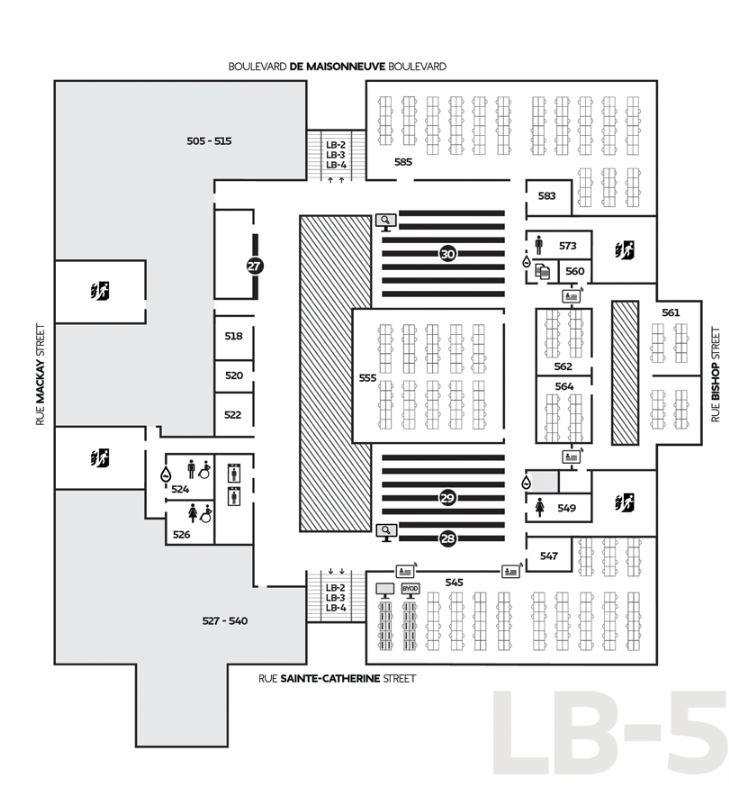 BOULEVARD DE MAISONNEUVE BOULEVARD
505 - 515
LB-2
LB-3
LB-4
585
583
30
573
27
560
561
518
562
RUE MACKAY STREET
RUE BISHOP STREET
520
555
564
522
524
29
549
526
28
547
545
LB-2
LB-3
LB-4
BYOD
527 - 540
RUE SAINTE-CATHERINE STREET
LB-5